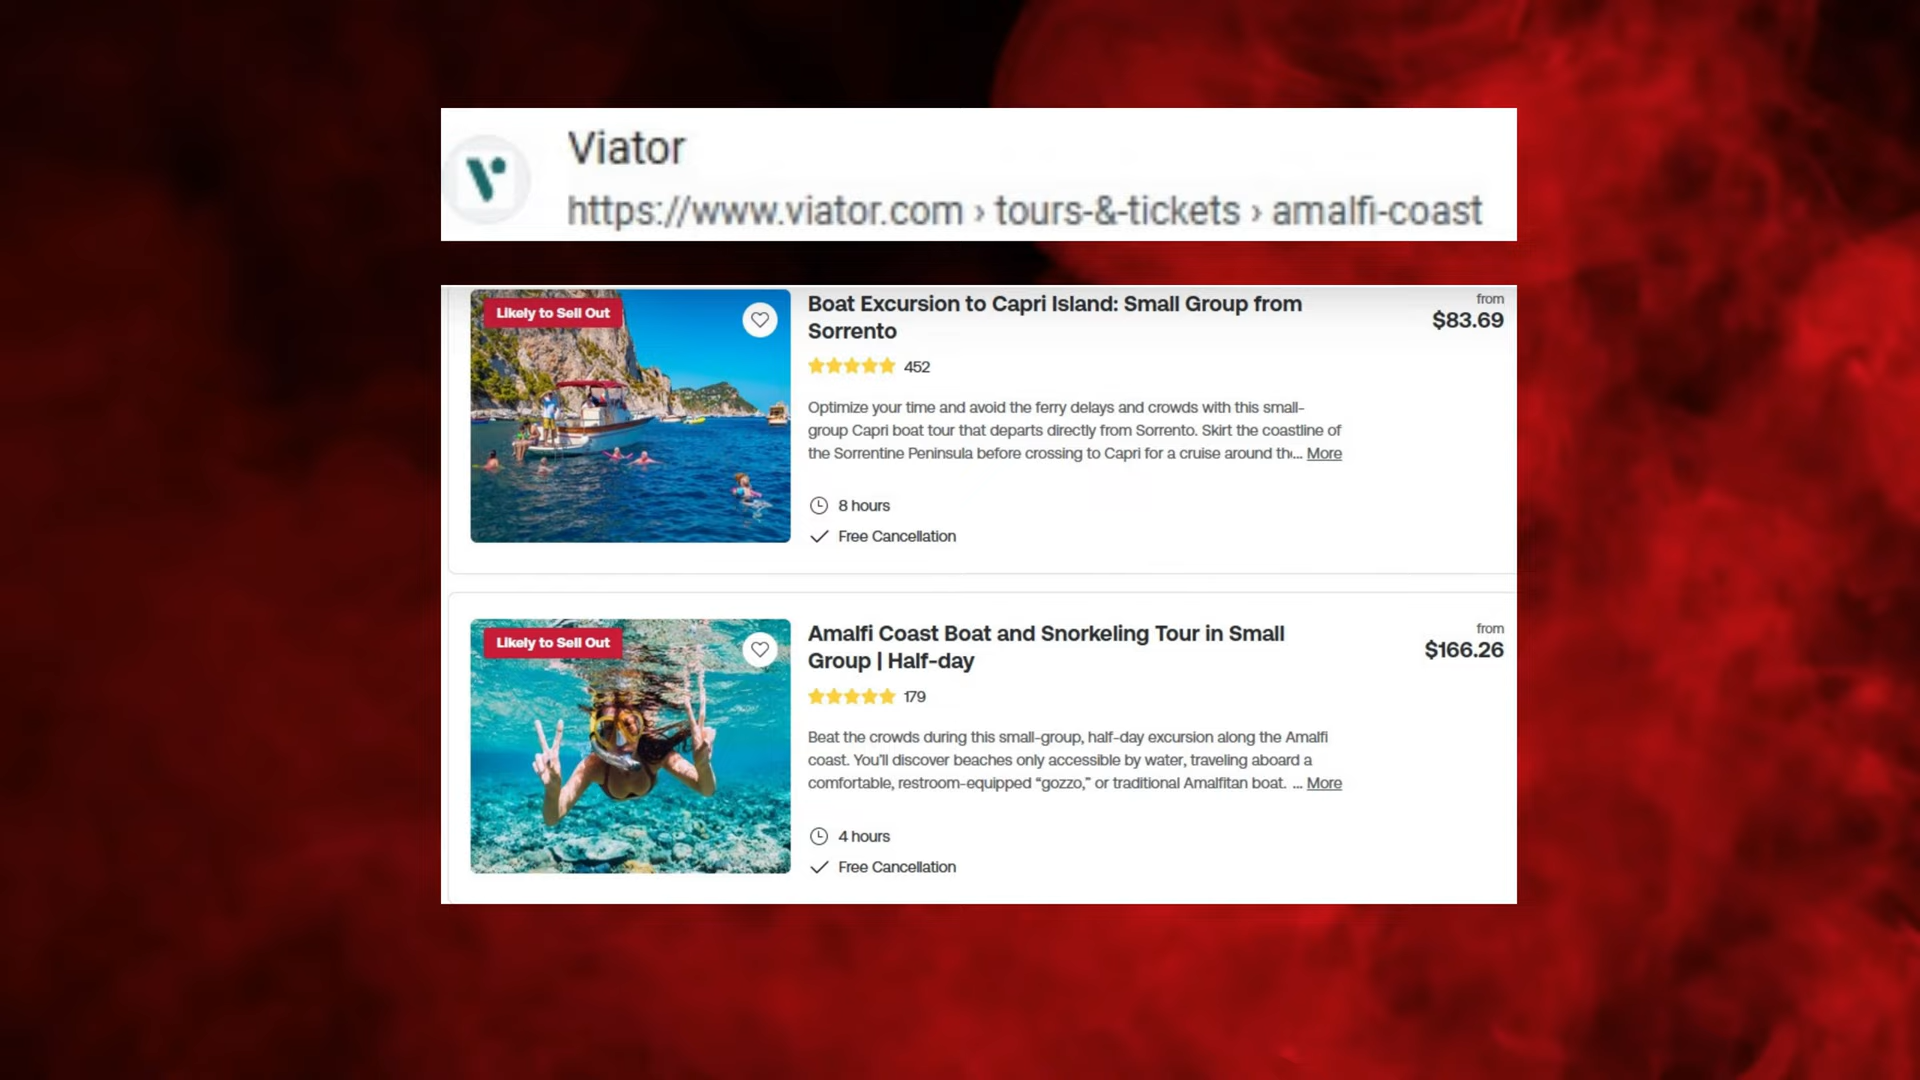 Viator
https://www.viator.com › tours-&-tickets › amalfi-coast
Likely to Sell Out
Boat Excursion to Capri Island: Small Group from
Sorrento
452
Optimize your time and avoid the ferry delays and crowds with this small-
group Capri boat tour that departs directly from Sorrento. Skirt the coastline of
the Sorrentine Peninsula before crossing to Capri for a cruise around th... More
8 hours
Free Cancellation
from
$83.69
Likely to Sell Out
Amalfi Coast Boat and Snorkeling Tour in Small
Group | Half-day
179
Beat the crowds during this small-group, half-day excursion along the Amalfi
coast. You'll discover beaches only accessible by water, traveling aboard a
comfortable, restroom-equipped “gozzo,” or traditional Amalfitan boat. ... More
4 hours
Free Cancellation
from
$166.26